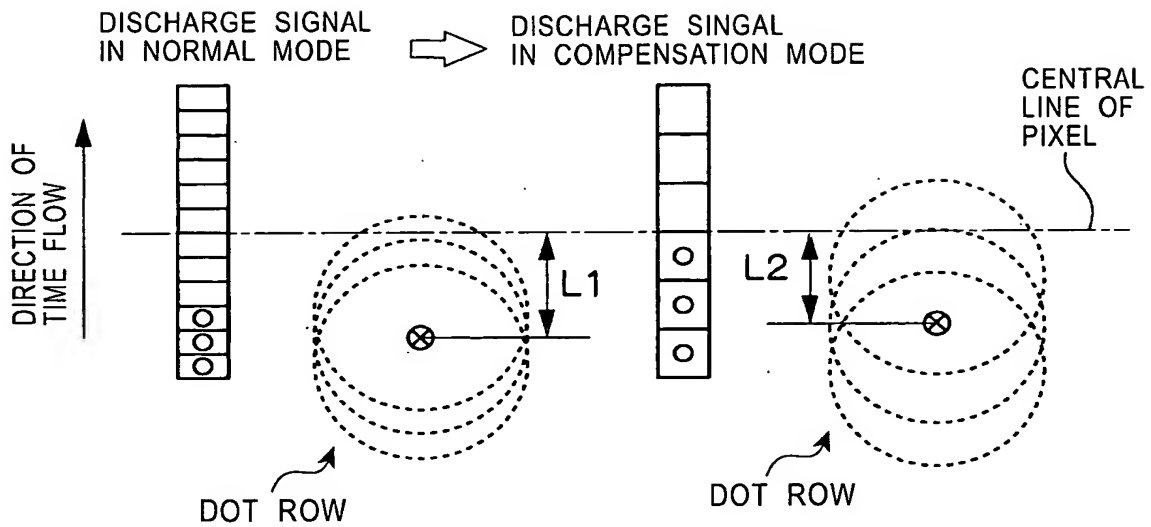 DISCHARGE SIGNAL
IN NORMAL MODE
DISCHARGE SINGAL
IN COMPENSATION MODE
CENTRAL
LINE OF
PIXEL
DIRECTION OF
TIME FLOW
L1
L2
DOT ROW
DOT ROW